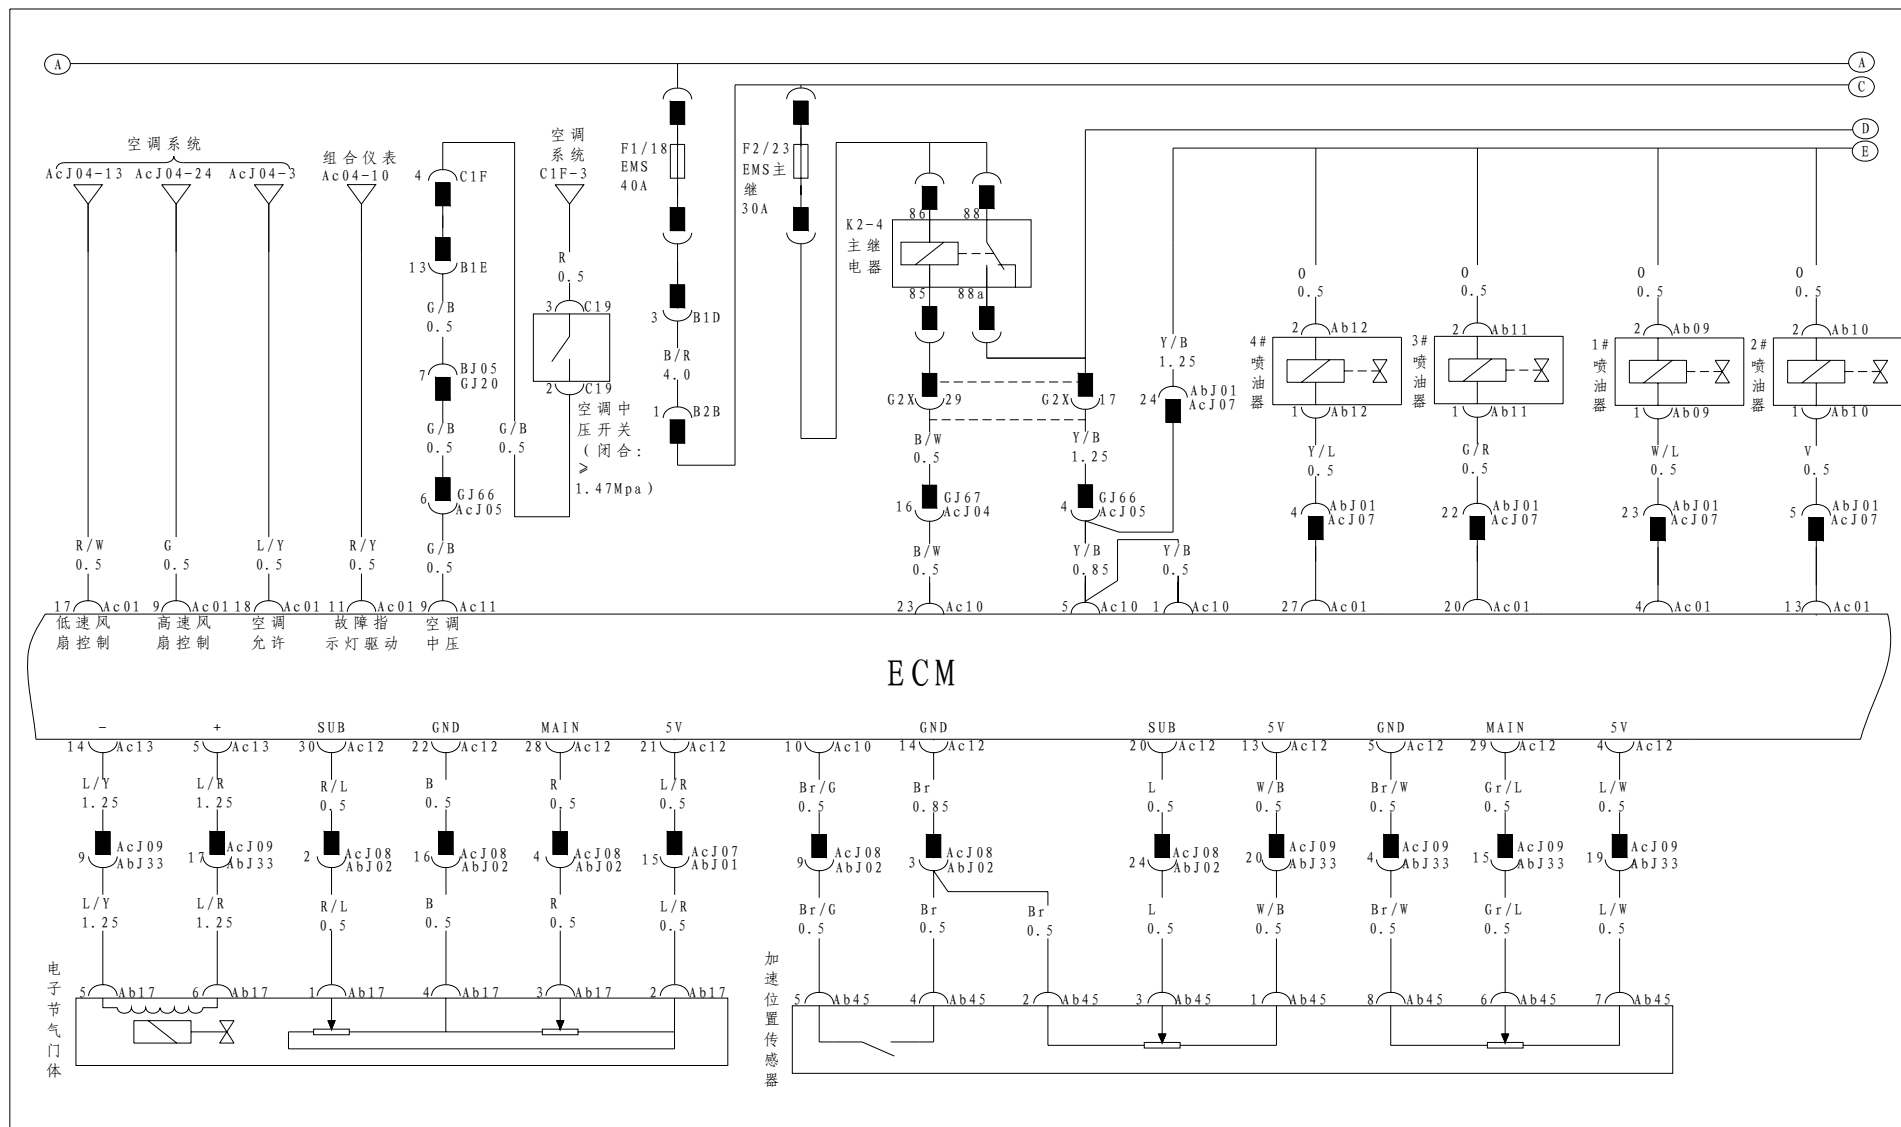 A
A
C
D
E
空调系统
AcJ04-13
AcJ04-24
AcJ04-3
组合仪表
Ac04-10
4
C1F
13
B1E
G/B
0.5
7
BJ05
GJ20
G/B
0.5
6
GJ66
AcJ05
G/B
0.5
G/B
0.5
空调
系统
C1F-3
R
0.5
3
C19
2
C19
空调中
压开关
(闭合:
≥
1.47Mpa)
F1/18
EMS
40A
3
B1D
B/R
4.0
1
B2B
F2/23
EMS主
继
30A
K2-4
主继
电器
86
88
85
88a
G2X
29
G2X
17
B/W
0.5
Y/B
1.25
16
GJ67
AcJ04
4
GJ66
AcJ05
B/W
0.5
Y/B
0.85
Y/B
0.5
Y/B
1.25
24
AbJ01
AcJ07
O
0.5
O
0.5
O
0.5
O
0.5
2
Ab12
2
Ab11
2
Ab09
2
Ab10
4#
喷
油
器
3#
喷
油
器
1#
喷
油
器
2#
喷
油
器
1
Ab12
1
Ab11
1
Ab09
1
Ab10
Y/L
0.5
G/R
0.5
W/L
0.5
V
0.5
4
AbJ01
AcJ07
22
AbJ01
AcJ07
23
AbJ01
AcJ07
5
AbJ01
AcJ07
R/W
0.5
G
0.5
L/Y
0.5
R/Y
0.5
17
Ac01
9
Ac01
18
Ac01
11
Ac01
9
Ac11
23
Ac10
5
Ac10
1
Ac10
27
Ac01
20
Ac01
4
Ac01
13
Ac01
低速风
扇控制
高速风
扇控制
空调
允许
故障指
示灯驱动
空调
中压
ECM
-
+
SUB
GND
MAIN
5V
GND
SUB
5V
GND
MAIN
5V
14
Ac13
5
Ac13
30
Ac12
22
Ac12
28
Ac12
21
Ac12
10
Ac10
14
Ac12
20
Ac12
13
Ac12
5
Ac12
29
Ac12
4
Ac12
L/Y
1.25
L/R
1.25
R/L
0.5
B
0.5
R
0.5
L/R
0.5
Br/G
0.5
Br
0.85
L
0.5
W/B
0.5
Br/W
0.5
Gr/L
0.5
L/W
0.5
9
AcJ09
AbJ33
17
AcJ09
AbJ33
2
AcJ08
AbJ02
16
AcJ08
AbJ02
4
AcJ08
AbJ02
15
AcJ07
AbJ01
9
AcJ08
AbJ02
3
AcJ08
AbJ02
24
AcJ08
AbJ02
20
AcJ09
AbJ33
4
AcJ09
AbJ33
15
AcJ09
AbJ33
19
AcJ09
AbJ33
L/Y
1.25
L/R
1.25
R/L
0.5
B
0.5
R
0.5
L/R
0.5
Br/G
0.5
Br
0.5
Br
0.5
L
0.5
W/B
0.5
Br/W
0.5
Gr/L
0.5
L/W
0.5
5
Ab17
6
Ab17
1
Ab17
4
Ab17
3
Ab17
2
Ab17
5
Ab45
4
Ab45
2
Ab45
3
Ab45
1
Ab45
8
Ab45
6
Ab45
7
Ab45
电
子
节
气
门
体
加
速
位
置
传
感
器